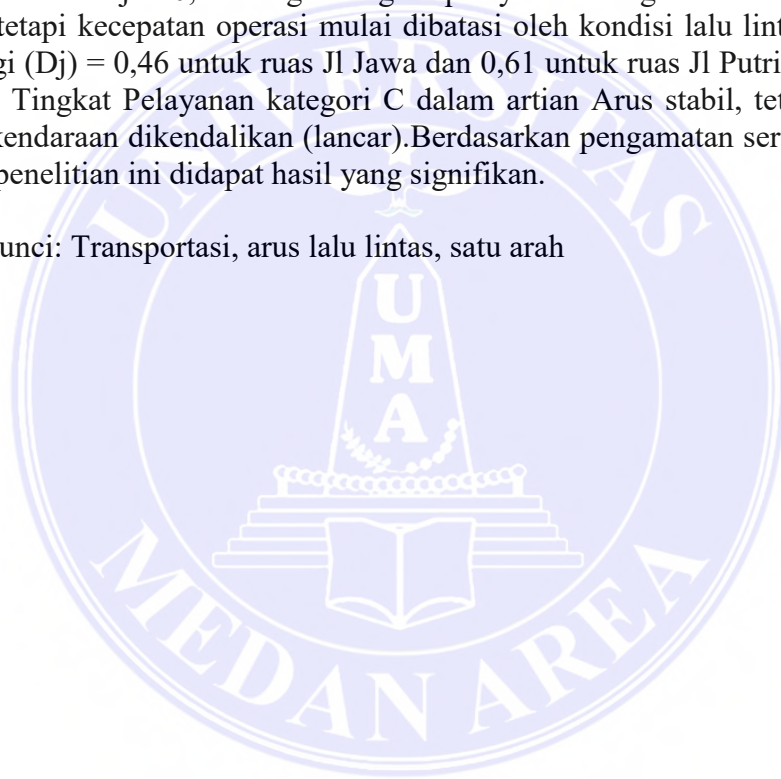 tetapi kecepatan operasi mulai dibatasi oleh kondisi lalu lint
gi (Dj) = 0,46 untuk ruas Jl Jawa dan 0,61 untuk ruas Jl Putri
Tingkat Pelayanan kategori C dalam artian Arus stabil, tet
kendaraan dikendalikan (lancar).Berdasarkan pengamatan ser
penelitian ini didapat hasil yang signifikan.
unci: Transportasi, arus lalu lintas, satu arah
UNIVERSITAS
UMA
MEDAN AREA